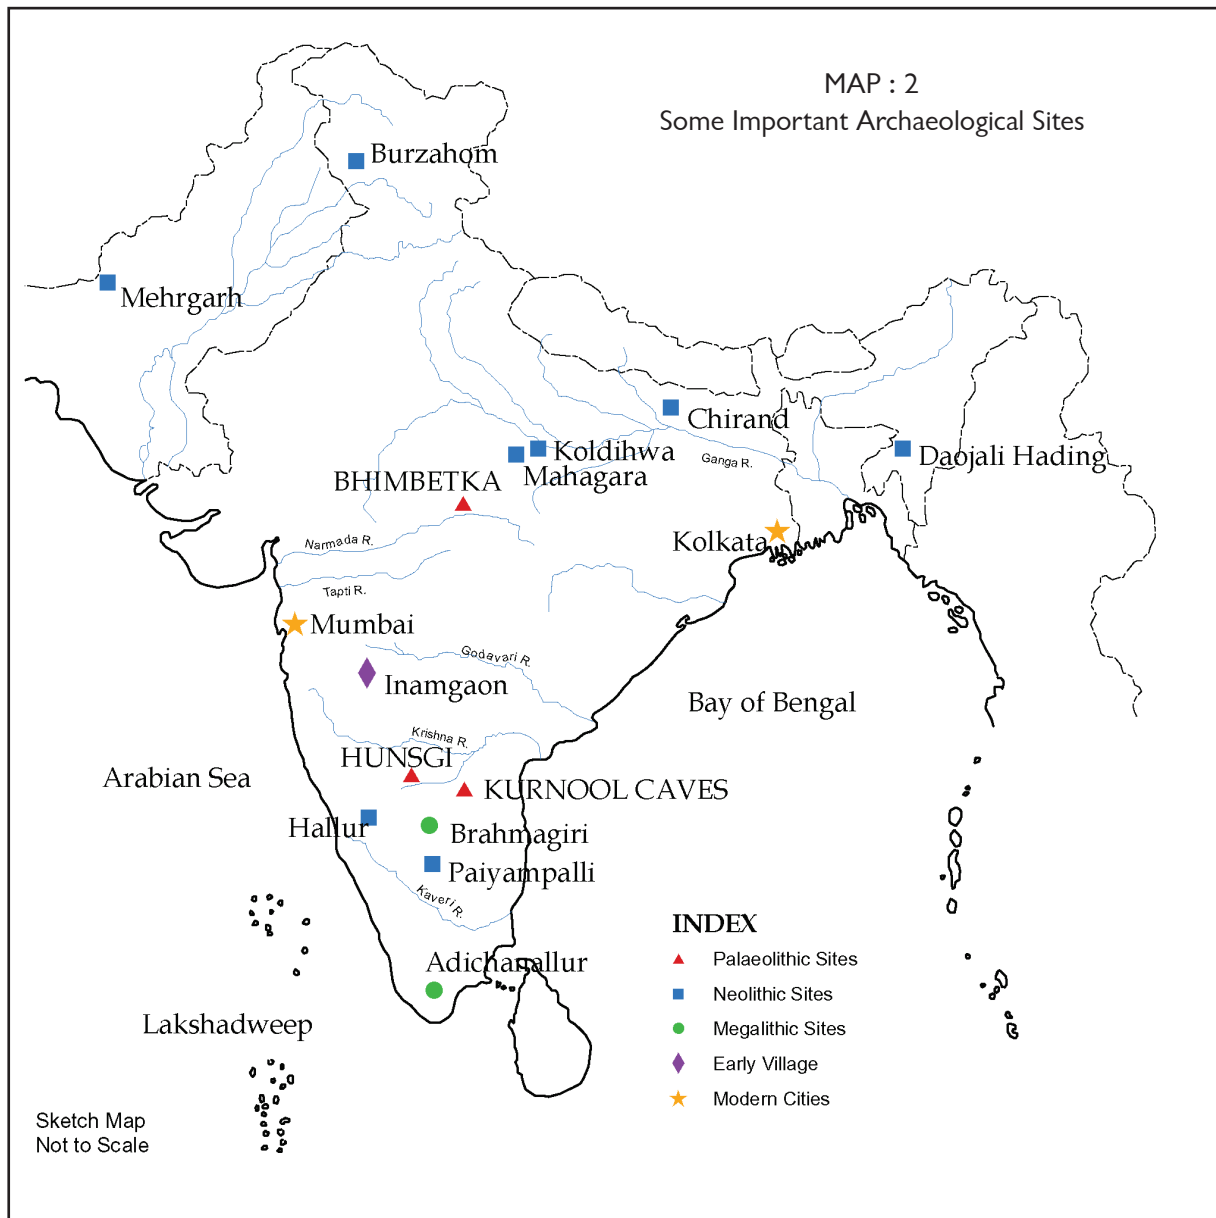 MAP : 2
Some Important Archaeological Sites
Burzahom
Mehrgarh
Chirand
Koldihwa
Mahagara
Ganga R.
Daojali Hading
BHIMBETKA
Kolkata
Narmada R.
Tapti R.
Mumbai
Godavari R.
Inamgaon
Bay of Bengal
Krishna R.
HUNSGI
Arabian Sea
KURNOOL CAVES
Hallur
Brahmagiri
Paiyampalli
Kaveri R.
Adichanallur
Lakshadweep
INDEX
Palaeolithic Sites
Neolithic Sites
Megalithic Sites
Early Village
Modern Cities
Sketch Map
Not to Scale